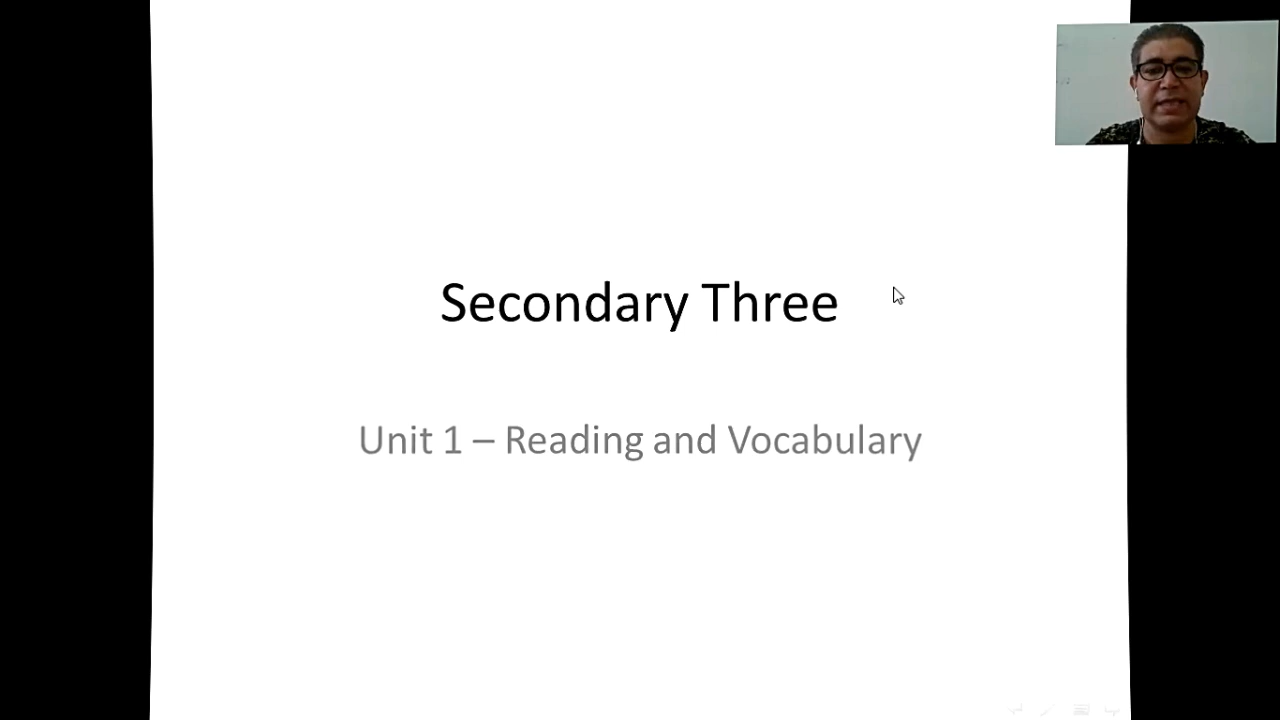 Secondary Three
Unit 1 – Reading and Vocabulary